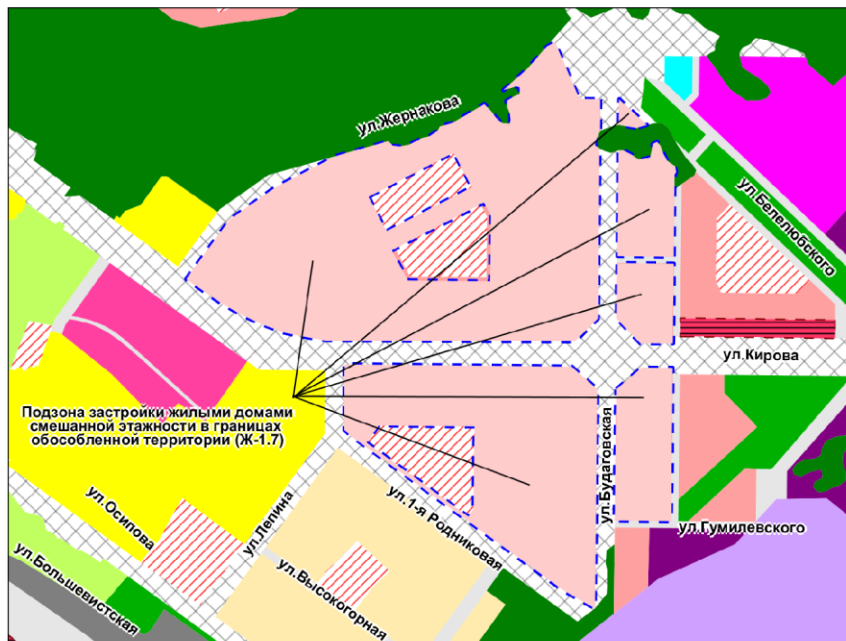 ул.Жернакова
ул.Белелюбского
ул.Кирова
Подзона застройки жилыми домами
смешанной этажности в границах
обособленной территории (Ж-1.7)
ул.Будаговская
ул.Осипова
ул.Лепина
ул.1-я Родниковая
ул.Гумилевского
ул.Высокогорная
ул.Большевистская